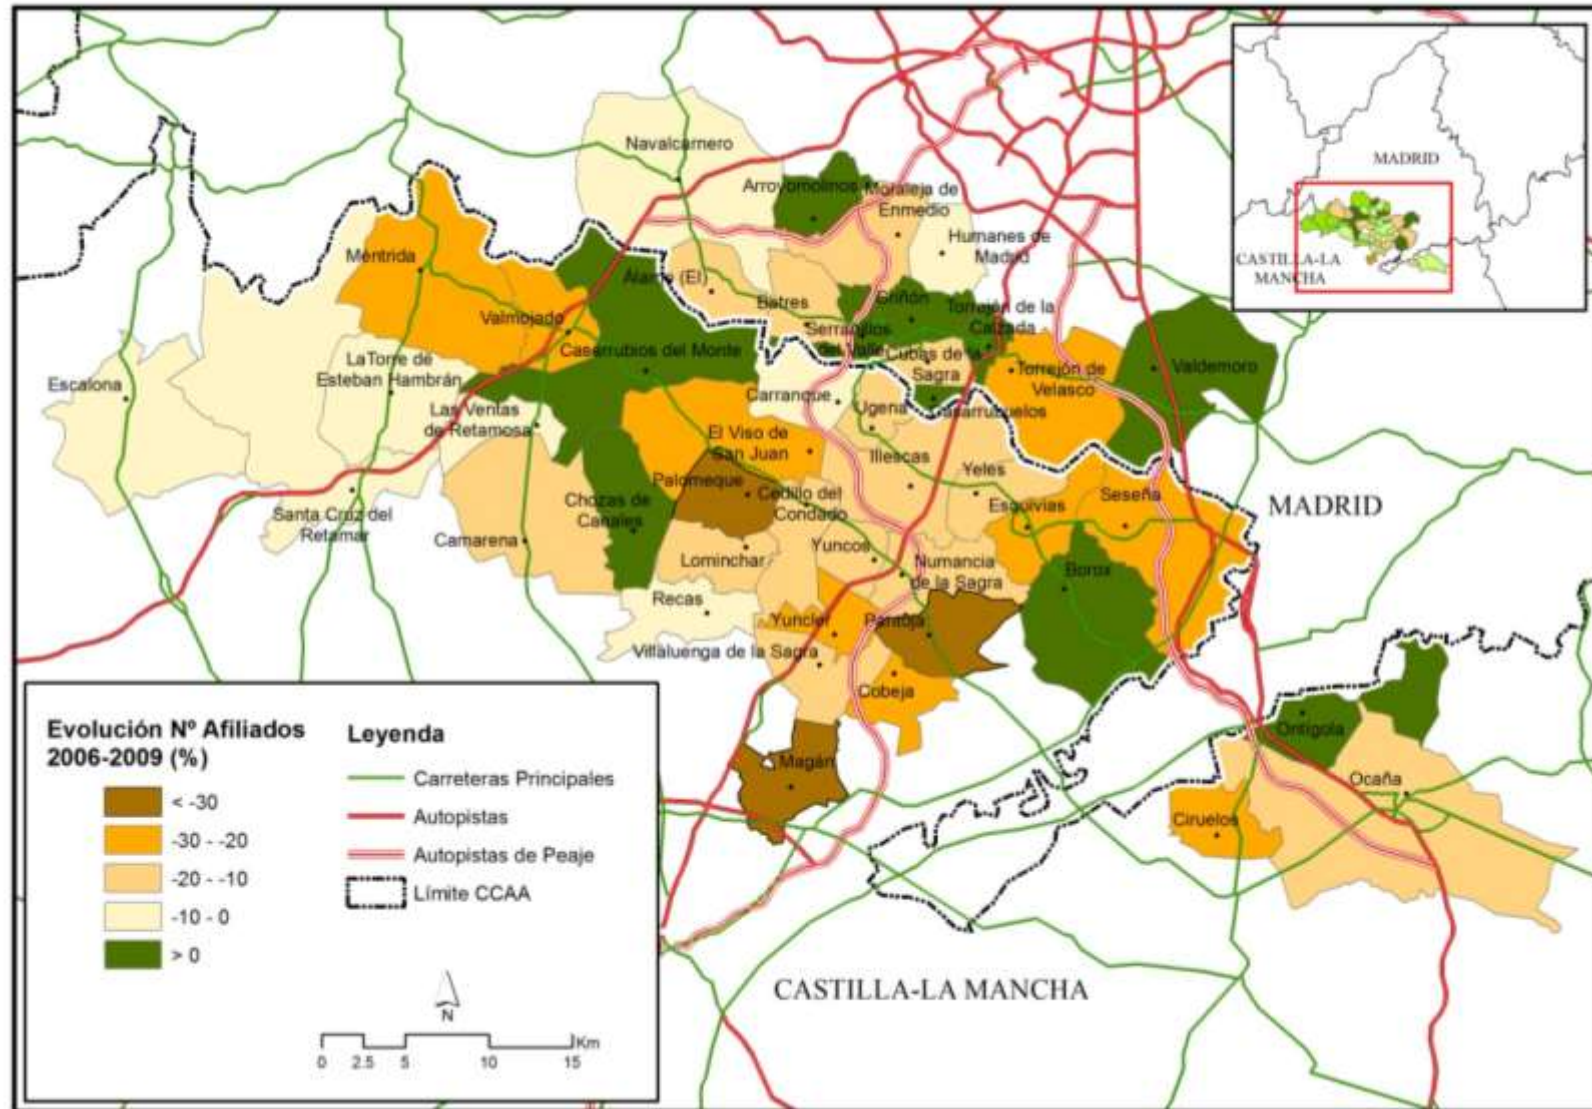 Navalcarnero
Arroyomolinos
Moraleja de
Enmedio
Humanes de
Madrid
Méntrida
Alamo (El)
Batres
Griñón
Torrejón de la
Calzada
Serranillos
del Valle
Cubas de la
Sagra
Valmojado
Caserrubios del Monte
Torrejón de
Velasco
Valdemoro
LaTorre de
Esteban Hambrán
Escalona
Carranque
Casarrubuelos
Ugena
Las Ventas
de Retamosa
El Viso de
San Juan
Illescas
Yeles
Palomeque
Cedillo del
Condado
Esquivias
Seseña
Chozas de
Canales
Santa Cruz del
Retamar
Camarena
Lominchar
Yuncos
Numancia
de la Sagra
Borox
Recas
Yuncler
Pantoja
Villaluenga de la Sagra
Cobeja
Magán
Ontígola
Ocaña
Ciruelos
MADRID
CASTILLA-LA MANCHA
MADRID
CASTILLA-LA
MANCHA
Evolución Nº Afiliados
2006-2009 (%)
< -30
-30 - -20
-20 - -10
-10 - 0
> 0
Leyenda
Carreteras Principales
Autopistas
Autopistas de Peaje
Límite CCAA
N
Km
0 2.5 5 10 15